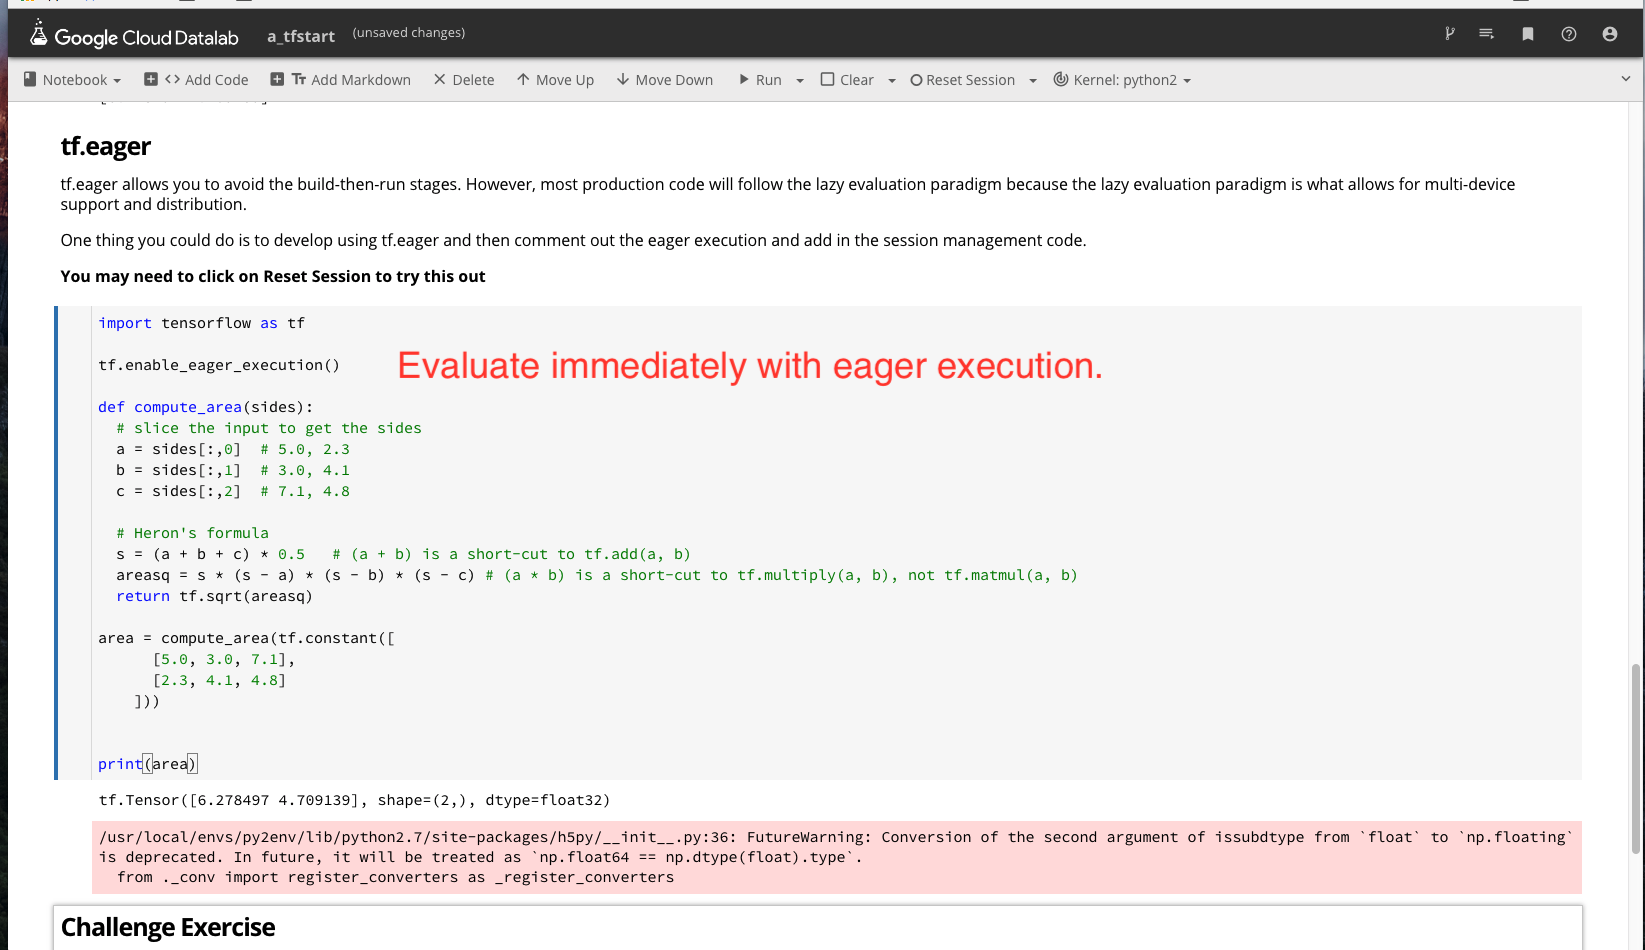 Google Cloud Datalab a_tfstart (unsaved changes)
Notebook Add Code Tr Add Markdown Delete Move Up Move Down Run Clear Reset Session Kernel: python2
tf.eager
tf.eager allows you to avoid the build-then-run stages. However, most production code will follow the lazy evaluation paradigm because the lazy evaluation paradigm is what allows for multi-device
support and distribution.
One thing you could do is to develop using tf.eager and then comment out the eager execution and add in the session management code.
You may need to click on Reset Session to try this out
import tensorflow as tf
tf.enable_eager_execution() Evaluate immediately with eager execution.
def compute_area(sides):
  # slice the input to get the sides
  a = sides[:,0]  # 5.0, 2.3
  b = sides[:,1]  # 3.0, 4.1
  c = sides[:,2]  # 7.1, 4.8
  # Heron's formula
  s = (a + b + c) * 0.5   # (a + b) is a short-cut to tf.add(a, b)
  areasq = s * (s - a) * (s - b) * (s - c) # (a * b) is a short-cut to tf.multiply(a, b), not tf.matmul(a, b)
  return tf.sqrt(areasq)
area = compute_area(tf.constant([
      [5.0, 3.0, 7.1],
      [2.3, 4.1, 4.8]
    ]))
print(area)
tf.Tensor([6.278497 4.709139], shape=(2,), dtype=float32)
/usr/local/envs/py2env/lib/python2.7/site-packages/h5py/__init__.py:36: FutureWarning: Conversion of the second argument of issubdtype from `float` to `np.floating`
is deprecated. In future, it will be treated as `np.float64 == np.dtype(float).type`.
  from ._conv import register_converters as _register_converters
Challenge Exercise